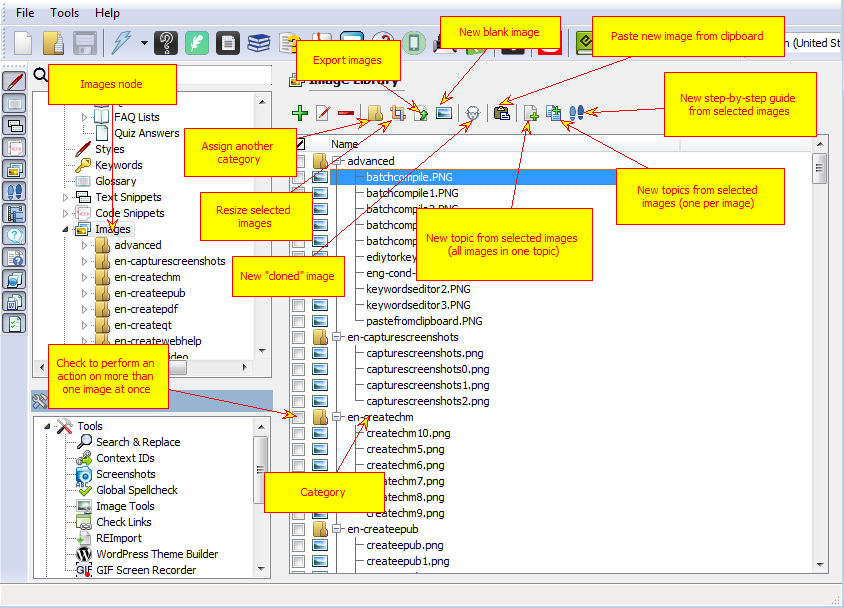 File Tools Help
New blank image
Paste new image from clipboard
(United St
Export images
Image Library
Images node
New step-by-step guide
from selected images
FAQ Lists
Quiz Answers
Styles
Keywords
Glossary
Text Snippets
Code Snippets
Images
advanced
en-capturescreenshots
en-createchm
en-createepub
en-createpdf
en-createqt
en-createwebhelp
Assign another
category
Resize selected
images
New "cloned" image
New topic from selected images
(all images in one topic)
New topics from selected
images (one per image)
Check to perform an
action on more than
one image at once
Category
Name
advanced
batchcompile.PNG
batchcompile1.PNG
batchcomp
batchcomp
ediytorkey
eng-cond-
keywordseditor2.PNG
keywordseditor3.PNG
pastefromclipboard.PNG
en-capturescreenshots
capturescreenshots.png
capturescreenshots0.png
capturescreenshots1.png
capturescreenshots2.png
en-createchm
createchm10.png
createchm5.png
createchm6.png
createchm7.png
createchm8.png
createchm9.png
en-createepub
createepub.png
createepub1.png
Tools
Search & Replace
Context IDs
Screenshots
Global Spellcheck
Image Tools
Check Links
REImport
WordPress Theme Builder
GIF Screen Recorder